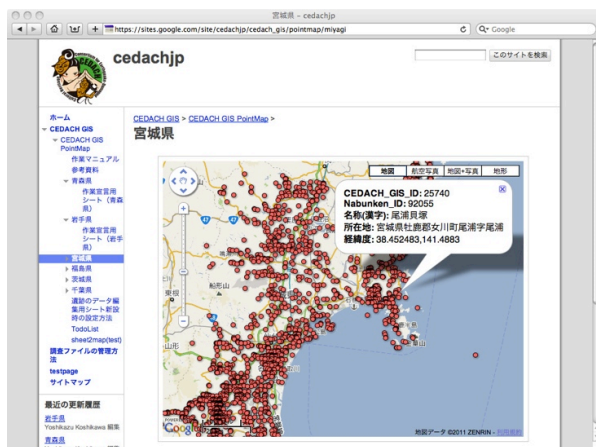 宮城県 - cedachjp
https://sites.google.com/site/cedachjp/cedach_gis/pointmap/miyagi
Google
cedachjp
このサイトを検索
ホーム
CEDACH GIS
CEDACH GIS
PointMap
作業マニュアル
参考資料
青森県
作業宣言用
シート（青森
県）
岩手県
作業宣言用
シート（岩手
県）
宮城県
福島県
茨城県
千葉県
遺跡のデータ編
集用シート新設
時の設定方法
TodoList
sheet2map(test)
調査ファイルの管理方
法
testpage
サイトマップ
最近の更新履歴
岩手県
Yoshikazu Koshikawa 編集
青森県
CEDACH GIS > CEDACH GIS PointMap >
宮城県
地図
航空写真
地図+写真
地形
CEDACH_GIS_ID: 25740
Nabunken_ID: 92055
名称(漢字): 尾浦貝塚
所在地: 宮城県牡鹿郡女川町尾浦字尾浦
経緯度: 38.452483,141.4883
47
船形山
東根
山形
Google
地図データ ©2011 ZENRIN - 利用規約